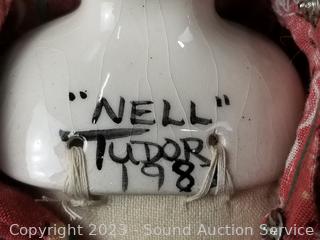 "NELL"
TUDOR
198
Copyright 2023 - Sound Auction Service